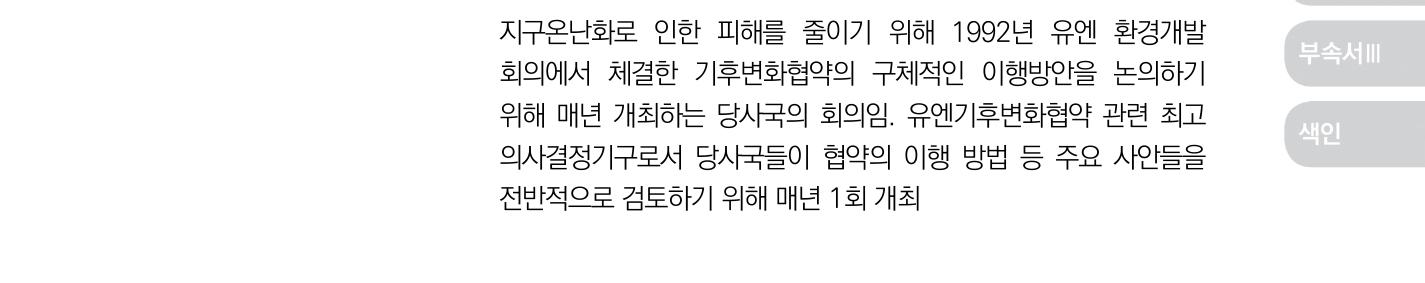 지구온난화로 인한 피해를 줄이기 위해 1992년 유엔 환경개발
회의에서 체결한 기후변화협약의 구체적인 이행방안을 논의하기
위해 매년 개최하는 당사국의 회의임. 유엔기후변화협약 관련 최고
의사결정기구로서 당사국들이 협약의 이행 방법 등 주요 사안들을
전반적으로 검토하기 위해 매년 1회 개최
부속서Ⅲ
색인